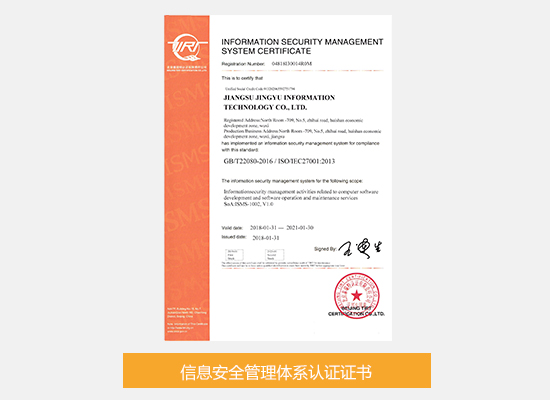 INFORMATION SECURITY MANAGEMENT
SYSTEM CERTIFICATE
Registration Number: 04818I30014R0M
This is to certify that
JIANGSU JINGYU INFORMATION
TECHNOLOGY CO., LTD.
Registered Address:North Room -709, No.5, zhihui road, huishan economic
development zone, wuxi
Production/Business Address:North Room -709, No.5, zhihui road, huishan economic
development zone, wuxi, jiangsu
has implemented an information security management system for compliance
with this standard:
GB/T22080-2016 / ISO/IEC27001:2013
The information security management system for the following scope:
Informationsecurity management activities related to computer software
development and software operation and maintenance services
SoA:ISMS-1002, V1.0
Valid date: 2018-01-31 — 2021-01-30
Issued date: 2018-01-31
Signed By:
BEIJING TIRT
CERTIFICATION CO.,LTD.
信息安全管理体系认证证书